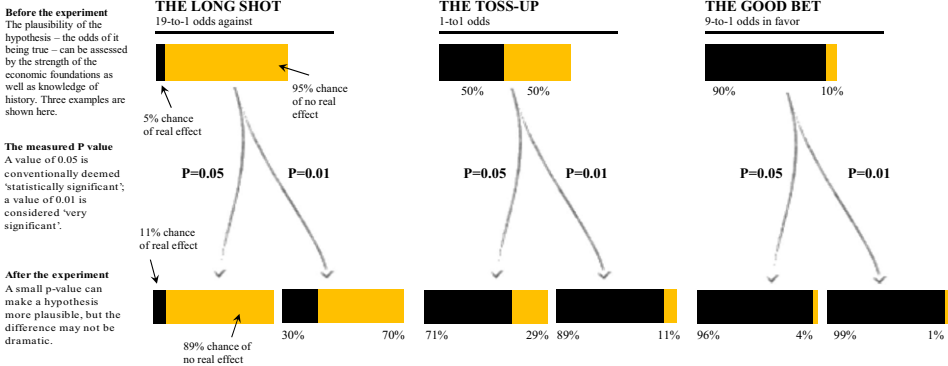 Before the experiment
The plausibility of the
hypothesis – the odds of it
being true – can be assessed
by the strength of the
economic foundations as
well as knowledge of
history. Three examples are
shown here.
THE LONG SHOT
19-to-1 odds against
THE TOSS-UP
1-to1 odds
THE GOOD BET
9-to-1 odds in favor
5% chance
of real effect
95% chance
of no real
effect
50%
50%
90%
10%
The measured P value
A value of 0.05 is
conventionally deemed
‘statistically significant’;
a value of 0.01 is
considered ‘very
significant’.
P=0.05
P=0.01
P=0.05
P=0.01
P=0.05
P=0.01
After the experiment
A small p-value can
make a hypothesis
more plausible, but the
difference may not be
dramatic.
11% chance
of real effect
89% chance of
no real effect
30%
70%
71%
29%
89%
11%
96%
4%
99%
1%